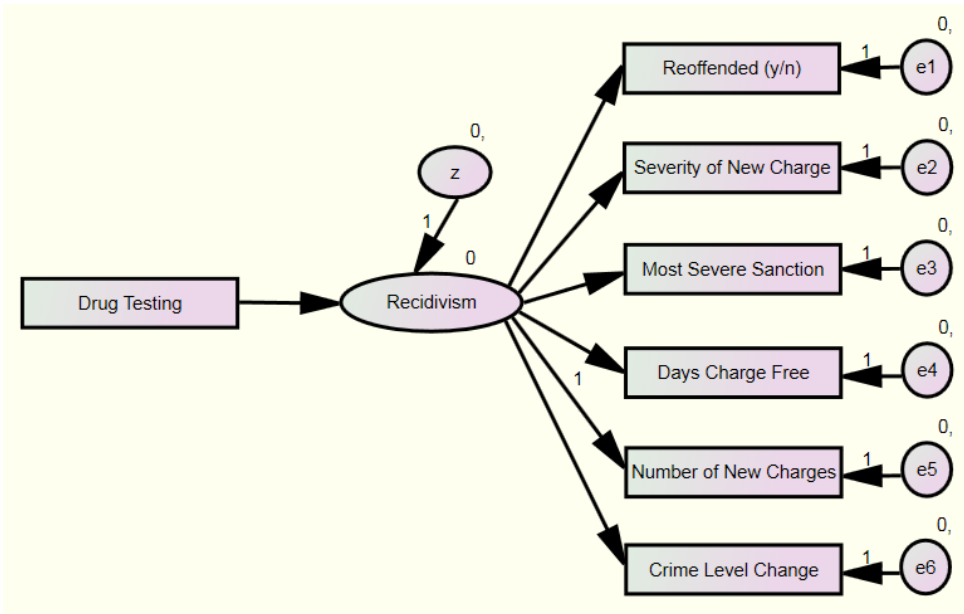 0,
1
Reoffended (y/n)
e1
0,
1
Severity of New Charge
e2
0,
z
1
0,
1
Most Severe Sanction
e3
0
Drug Testing
Recidivism
0,
1
Days Charge Free
e4
1
0,
1
Number of New Charges
e5
0,
1
Crime Level Change
e6